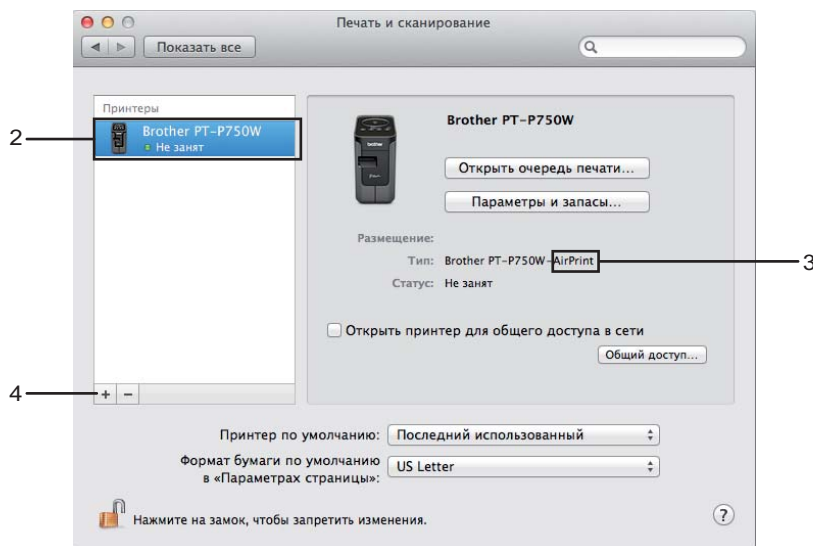 Печать и сканирование
Показать все
Принтеры
2
Brother PT-P750W
Не занят
Brother PT-P750W
Открыть очередь печати...
Параметры и запасы...
Размещение:
Тип: Brother PT-P750W-AirPrint
3
Статус: Не занят
Открыть принтер для общего доступа в сети
Общий доступ...
4
+ −
Принтер по умолчанию: Последний использованный
Формат бумаги по умолчанию
в «Параметрах страницы»: US Letter
Нажмите на замок, чтобы запретить изменения.
?